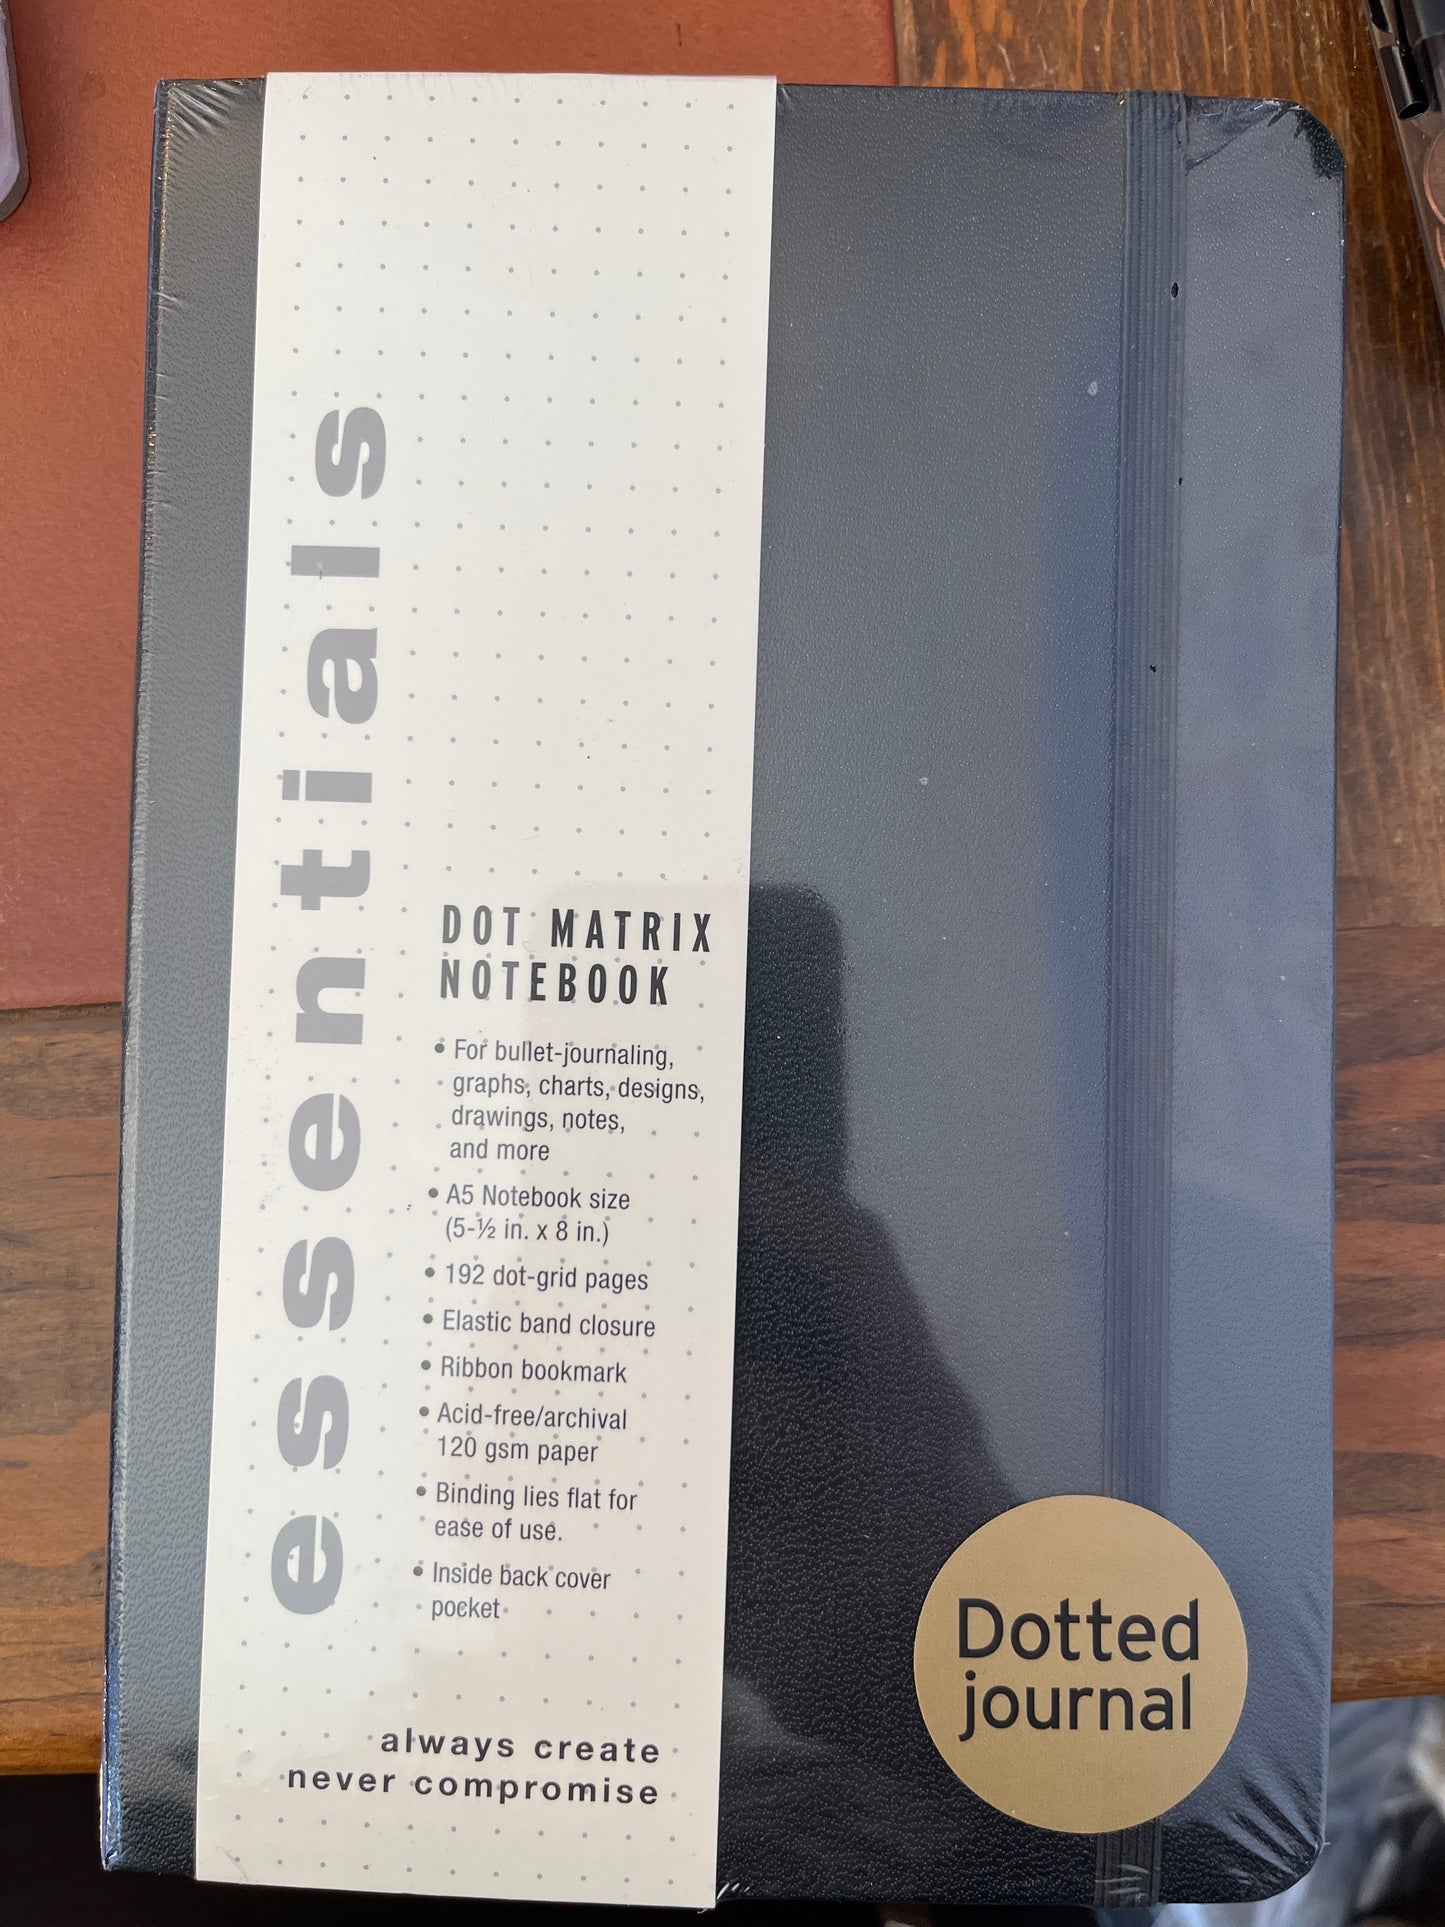 essentials
DOT MATRIX
NOTEBOOK
• For bullet-journaling,
graphs, charts, designs,
drawings, notes,
and more
• A5 Notebook size
(5-½ in. x 8 in.)
• 192 dot-grid pages
• Elastic band closure
• Ribbon bookmark
• Acid-free/archival
120 gsm paper
• Binding lies flat for
ease of use.
• Inside back cover
pocket
always create
never compromise
Dotted
journal